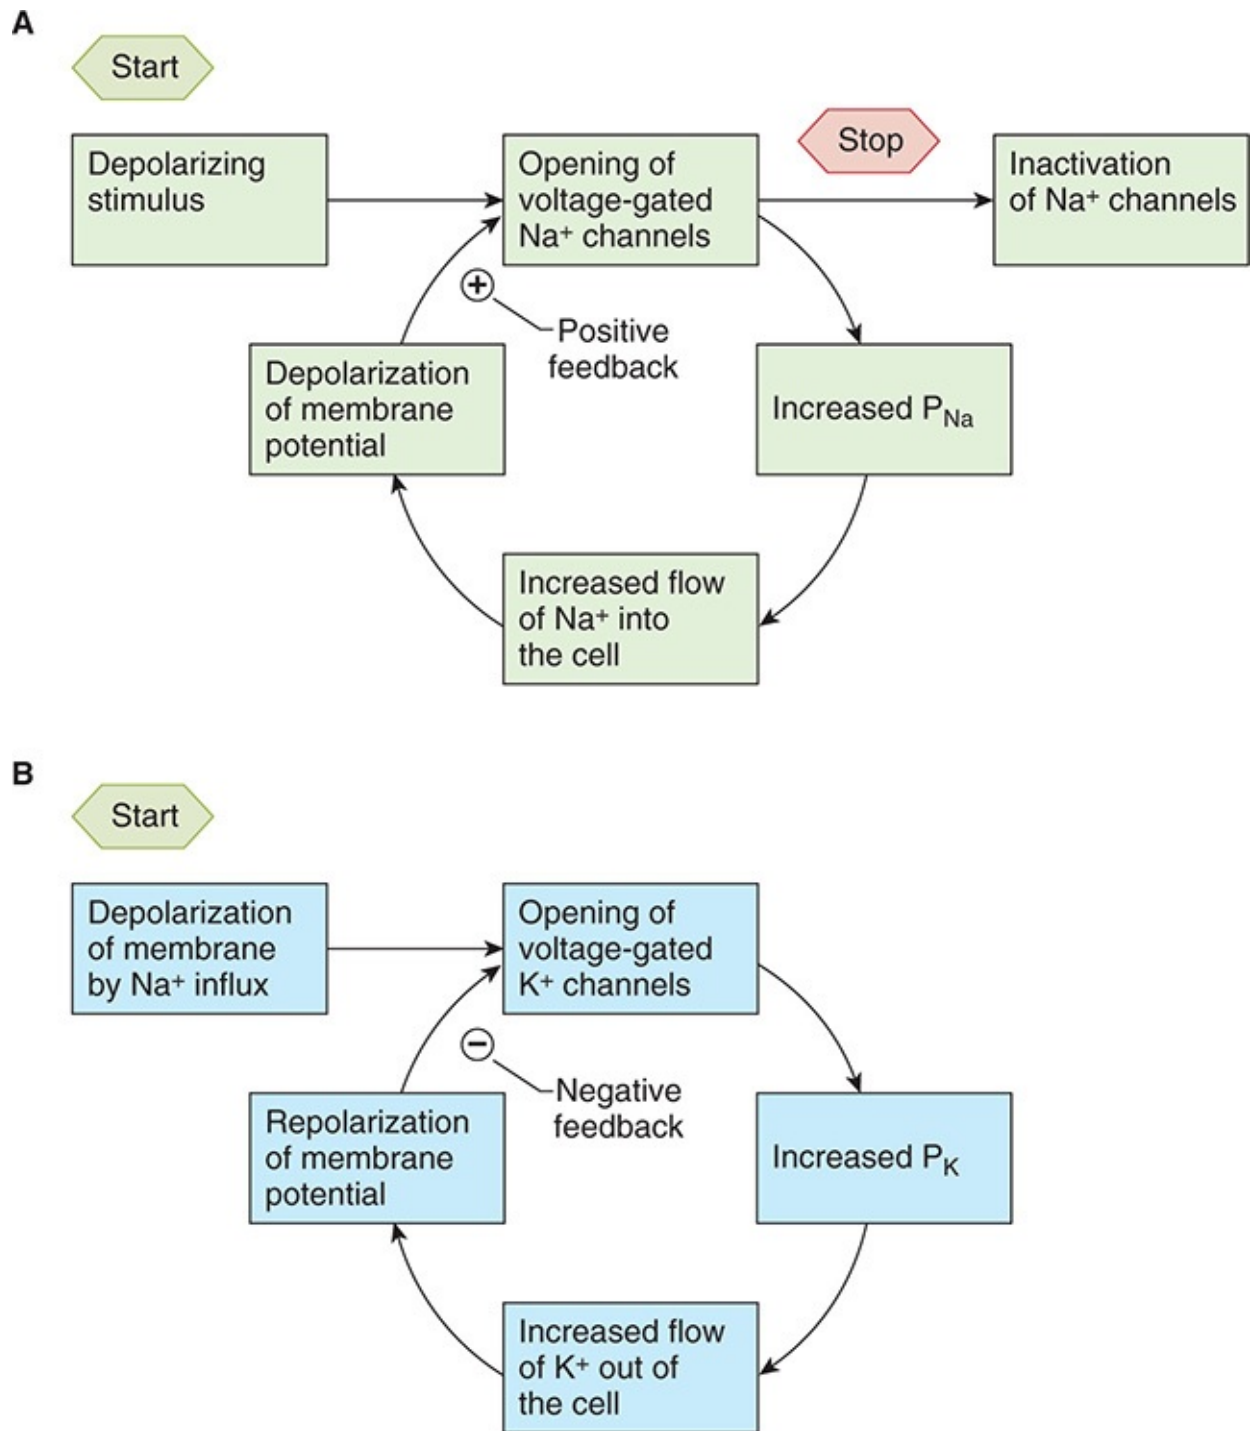 A
Start
Stop
Depolarizing
stimulus
Opening of
voltage-gated
Na⁺ channels
Inactivation
of Na⁺ channels
+
Positive
feedback
Depolarization
of membrane
potential
Increased P_Na
Increased flow
of Na⁺ into
the cell
B
Start
Depolarization
of membrane
by Na⁺ influx
Opening of
voltage-gated
K⁺ channels
−
Negative
feedback
Repolarization
of membrane
potential
Increased P_K
Increased flow
of K⁺ out of
the cell